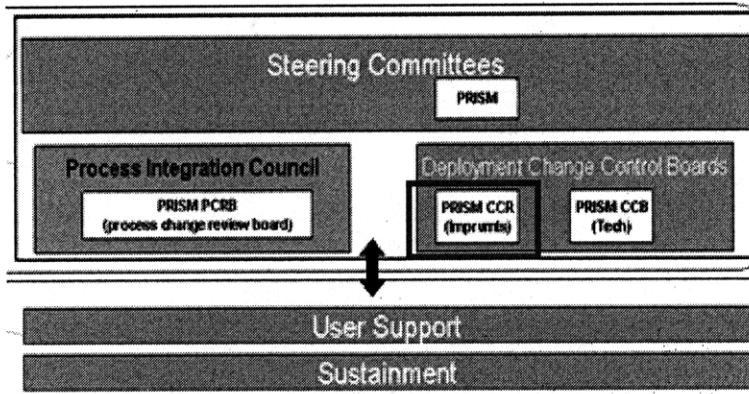 Steering Committees
PRISM
Process Integration Council
PRISM PCRB
(process change review board)
Deployment Change Control Boards
PRISM CCR
(Imprvmts)
PRISM CCB
(Tech)
User Support
Sustainment